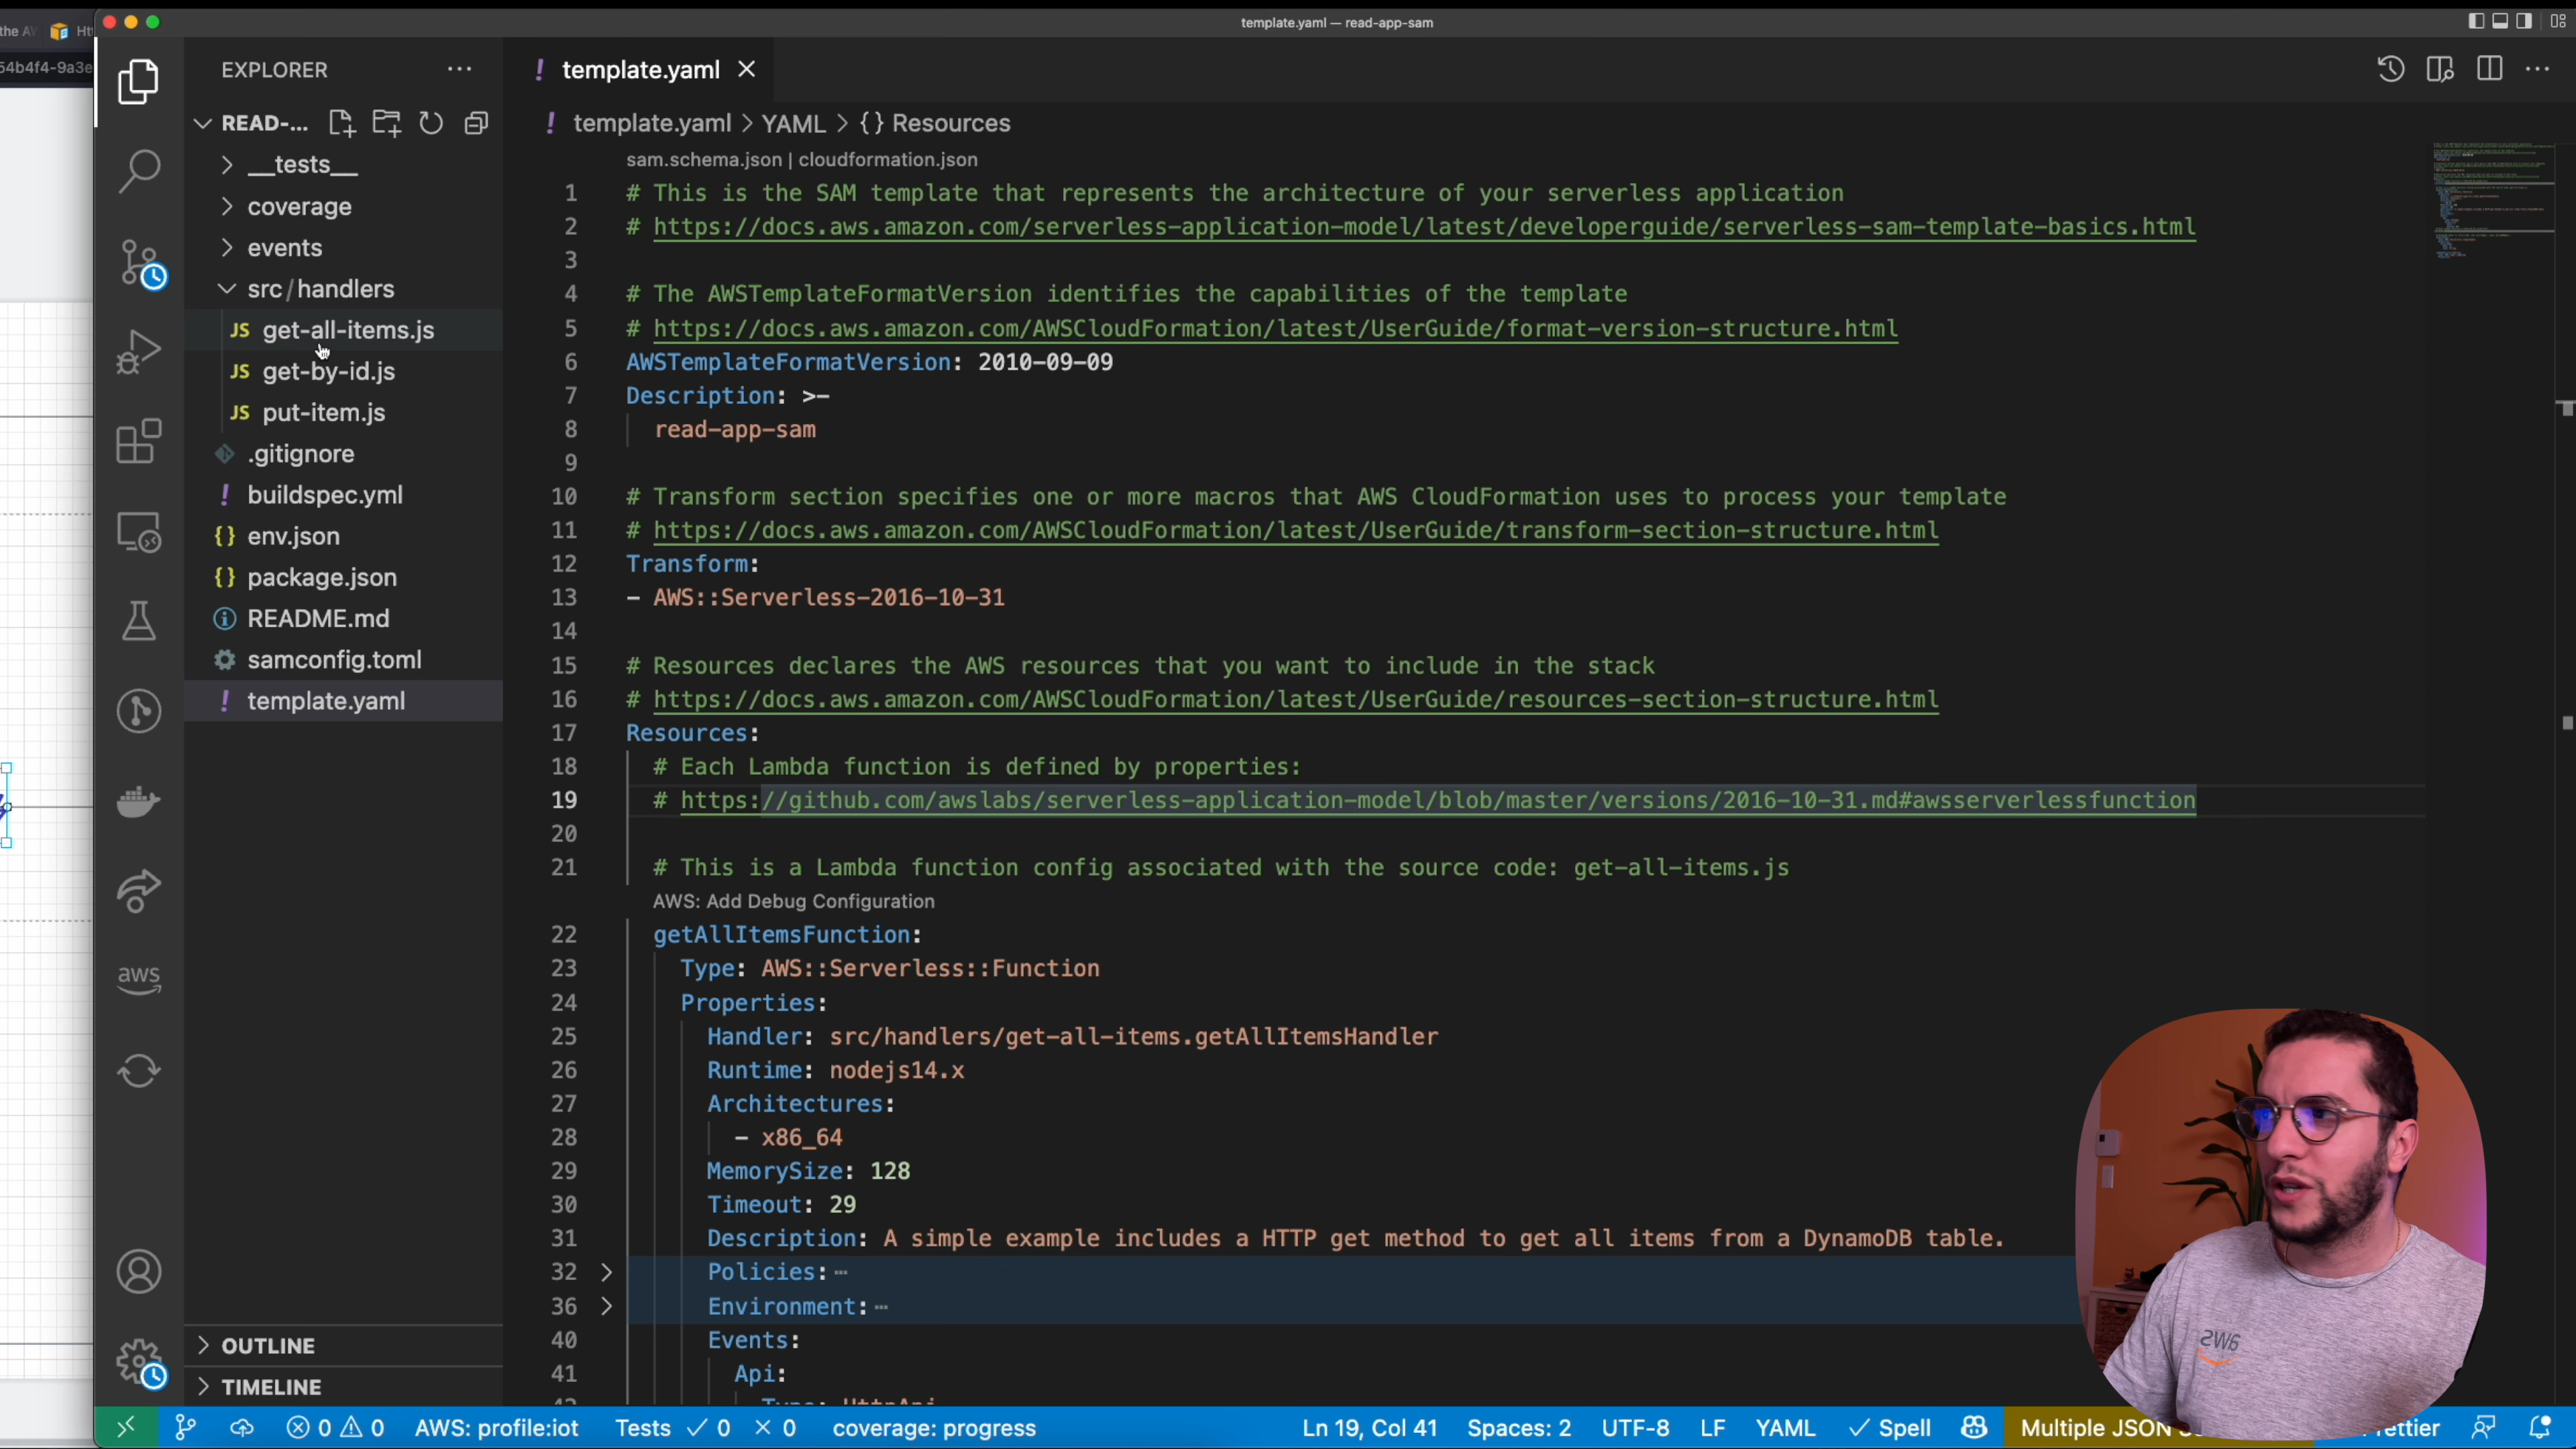 template.yaml — read-app-sam
the AW
54b4f4-9a3e
EXPLORER
template.yaml
READ-...
template.yaml > YAML > {} Resources
sam.schema.json | cloudformation.json
__tests__
coverage
events
src/handlers
JS get-all-items.js
JS get-by-id.js
JS put-item.js
.gitignore
! buildspec.yml
{} env.json
{} package.json
README.md
samconfig.toml
! template.yaml
OUTLINE
TIMELINE
aws
1 # This is the SAM template that represents the architecture of your serverless application
2 # https://docs.aws.amazon.com/serverless-application-model/latest/developerguide/serverless-sam-template-basics.html
3
4 # The AWSTemplateFormatVersion identifies the capabilities of the template
5 # https://docs.aws.amazon.com/AWSCloudFormation/latest/UserGuide/format-version-structure.html
6 AWSTemplateFormatVersion: 2010-09-09
7 Description: >-
8 read-app-sam
9
10 # Transform section specifies one or more macros that AWS CloudFormation uses to process your template
11 # https://docs.aws.amazon.com/AWSCloudFormation/latest/UserGuide/transform-section-structure.html
12 Transform:
13 - AWS::Serverless-2016-10-31
14
15 # Resources declares the AWS resources that you want to include in the stack
16 # https://docs.aws.amazon.com/AWSCloudFormation/latest/UserGuide/resources-section-structure.html
17 Resources:
18 # Each Lambda function is defined by properties:
19 # https://github.com/awslabs/serverless-application-model/blob/master/versions/2016-10-31.md#awsserverlessfunction
20
21 # This is a Lambda function config associated with the source code: get-all-items.js
AWS: Add Debug Configuration
22 getAllItemsFunction:
23 Type: AWS::Serverless::Function
24 Properties:
25 Handler: src/handlers/get-all-items.getAllItemsHandler
26 Runtime: nodejs14.x
27 Architectures:
28 - x86_64
29 MemorySize: 128
30 Timeout: 29
31 Description: A simple example includes a HTTP get method to get all items from a DynamoDB table.
32 Policies: ⋯
36 Environment: ⋯
40 Events:
41 Api:
aws
0 0 AWS: profile:iot Tests ✓ 0 × 0 coverage: progress Ln 19, Col 41 Spaces: 2 UTF-8 LF YAML ✓ Spell Multiple JSON